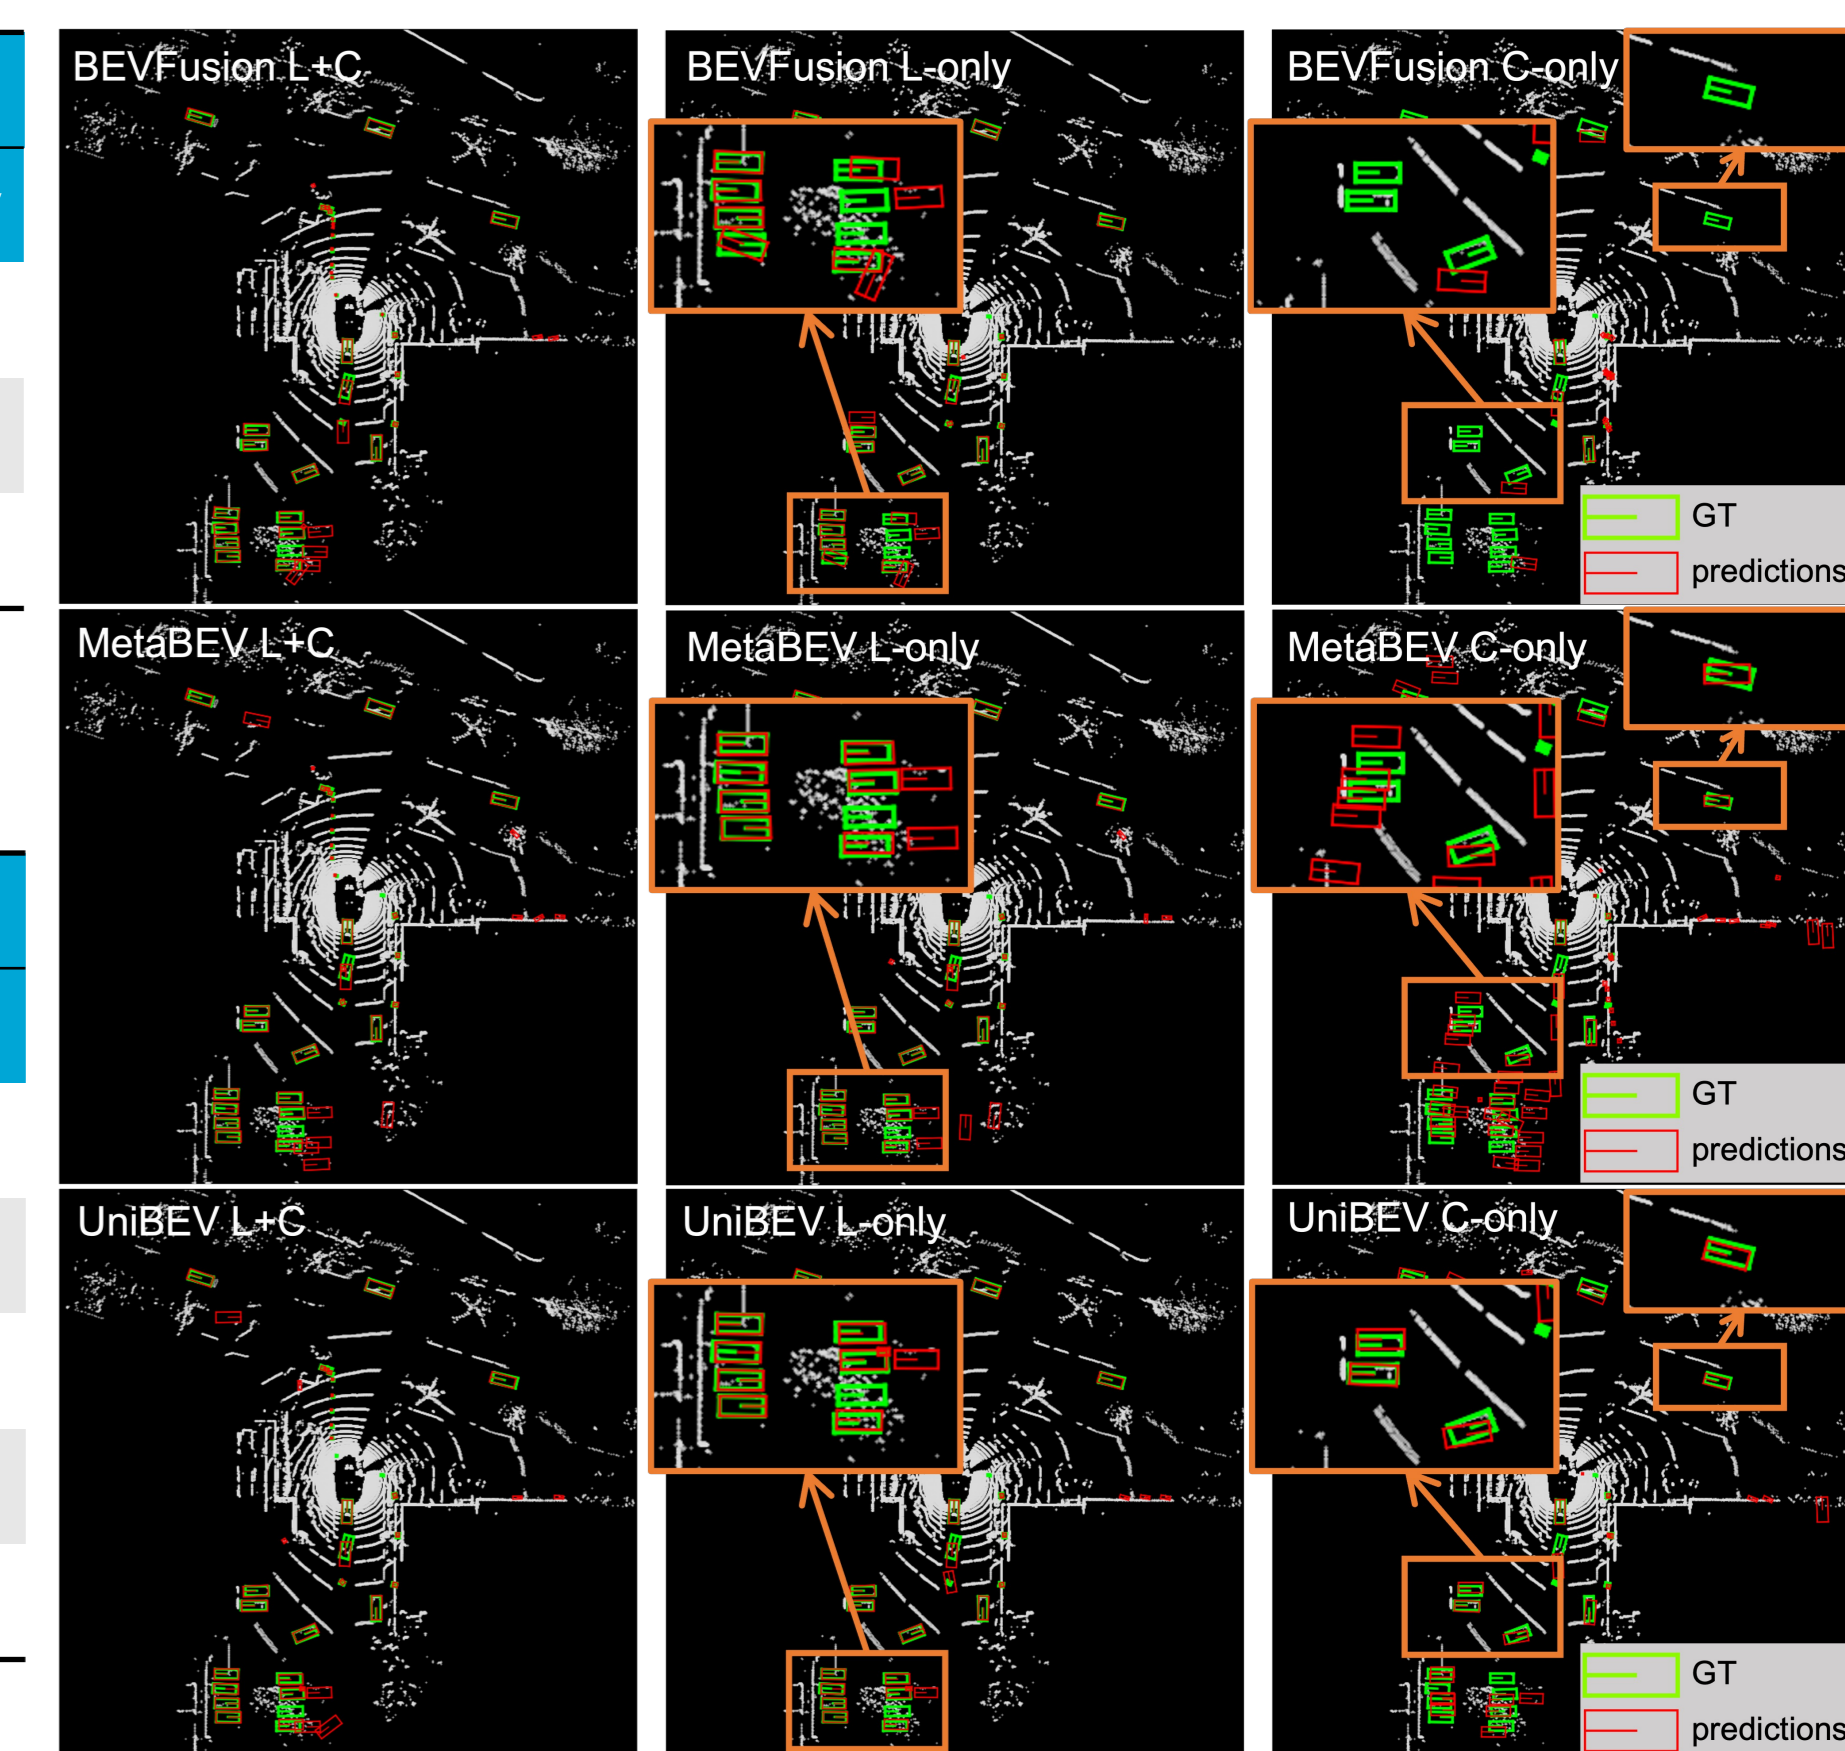 BEVFusion L+C
BEVFusion L-only
BEVFusion C-only
GT
predictions
MetaBEV L+C
MetaBEV L-only
MetaBEV C-only
GT
predictions
UniBEV L+C
UniBEV L-only
UniBEV C-only
GT
predictions